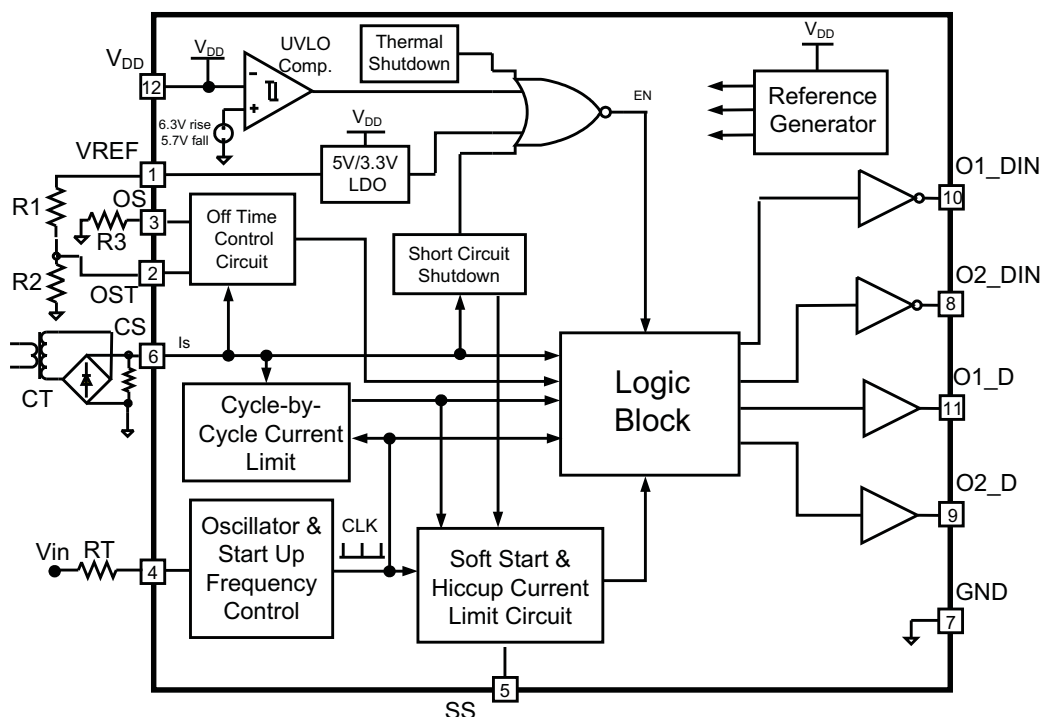 VDD
12
VDD
UVLO
Comp.
-
+
6.3V rise
5.7V fall
Thermal
Shutdown
EN
VDD
Reference
Generator
VREF
1
VDD
5V/3.3V
LDO
R1
OS
3
R3
Off Time
Control
Circuit
R2
2
OST
Short Circuit
Shutdown
O1_DIN
10
O2_DIN
8
CS
6
Is
CT
Cycle-by-
Cycle Current
Limit
Logic
Block
O1_D
11
O2_D
9
Vin
RT
4
Oscillator &
Start Up
Frequency
Control
CLK
Soft Start &
Hiccup Current
Limit Circuit
GND
7
5
SS